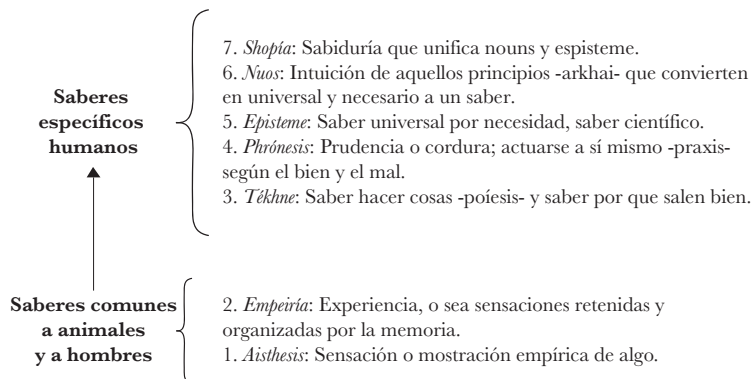 7. Shopía: Sabiduría que unifica nouns y espisteme.
6. Nuos: Intuición de aquellos principios -arkhai- que convierten
en universal y necesario a un saber.
5. Episteme: Saber universal por necesidad, saber científico.
4. Phrónesis: Prudencia o cordura; actuarse a sí mismo -praxis-
según el bien y el mal.
3. Tékhne: Saber hacer cosas -poíesis- y saber por que salen bien.
Saberes
específicos
humanos
2. Empeiría: Experiencia, o sea sensaciones retenidas y
organizadas por la memoria.
1. Aisthesis: Sensación o mostración empírica de algo.
Saberes comunes
a animales
y a hombres